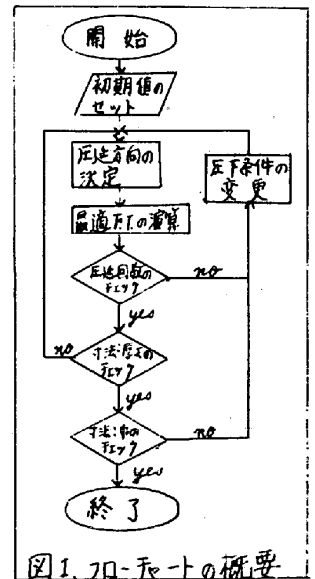 開始
初期値の
セット
圧延方向の
決定
圧下条件の
変更
最適F.T.の演算
圧延回数の
チェック
no
yes
寸法:厚さの
チェック
no
yes
寸法:巾の
チェック
no
yes
終了
図1. フローチャートの概要